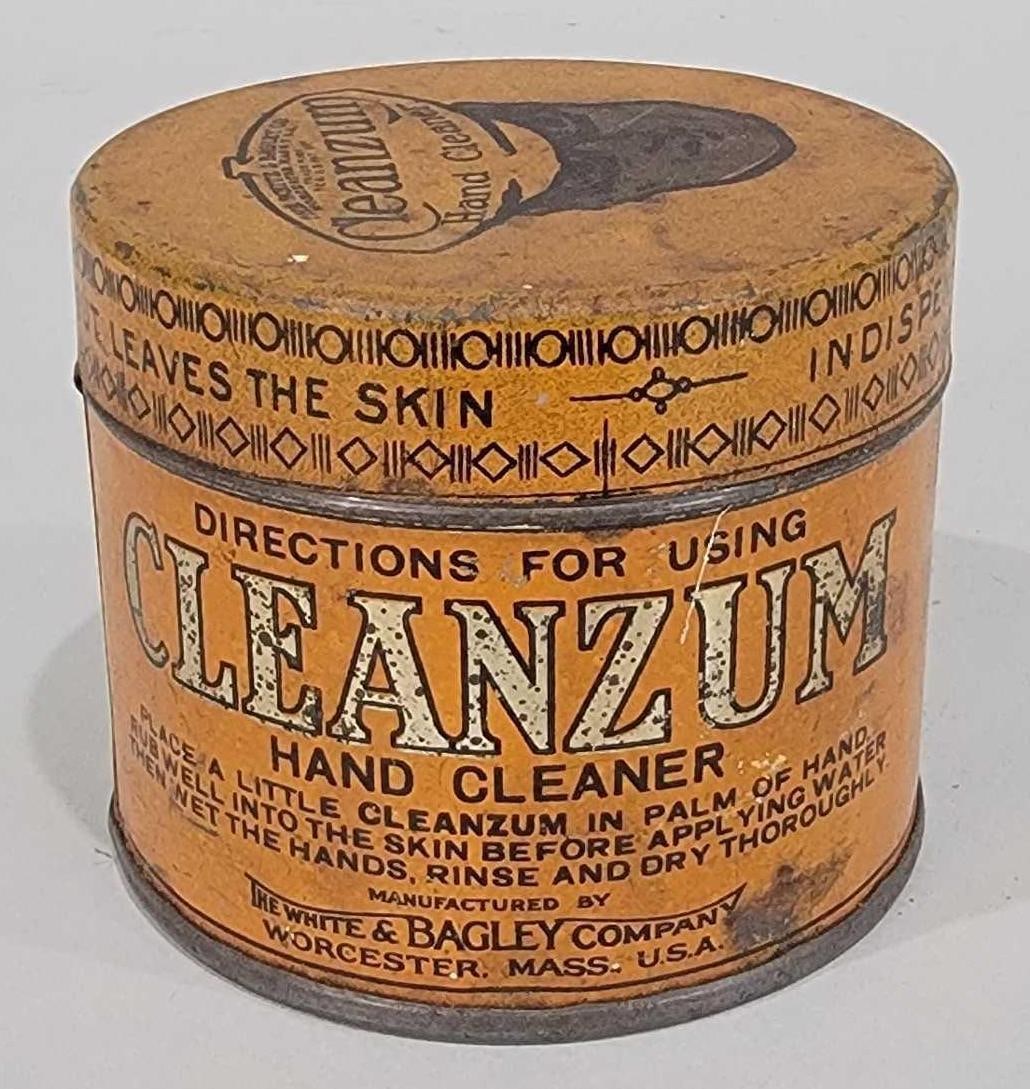 Cleanzum
Hand Cleaner
LEAVES THE SKIN INDISPE
DIRECTIONS FOR USING
CLEANZUM
HAND CLEANER
PLACE A LITTLE CLEANZUM IN PALM OF HAND.
RUB WELL INTO THE SKIN BEFORE APPLYING WATER
THEN WET THE HANDS, RINSE AND DRY THOROUGHLY
MANUFACTURED BY
THE WHITE & BAGLEY COMPANY
WORCESTER, MASS. U.S.A.